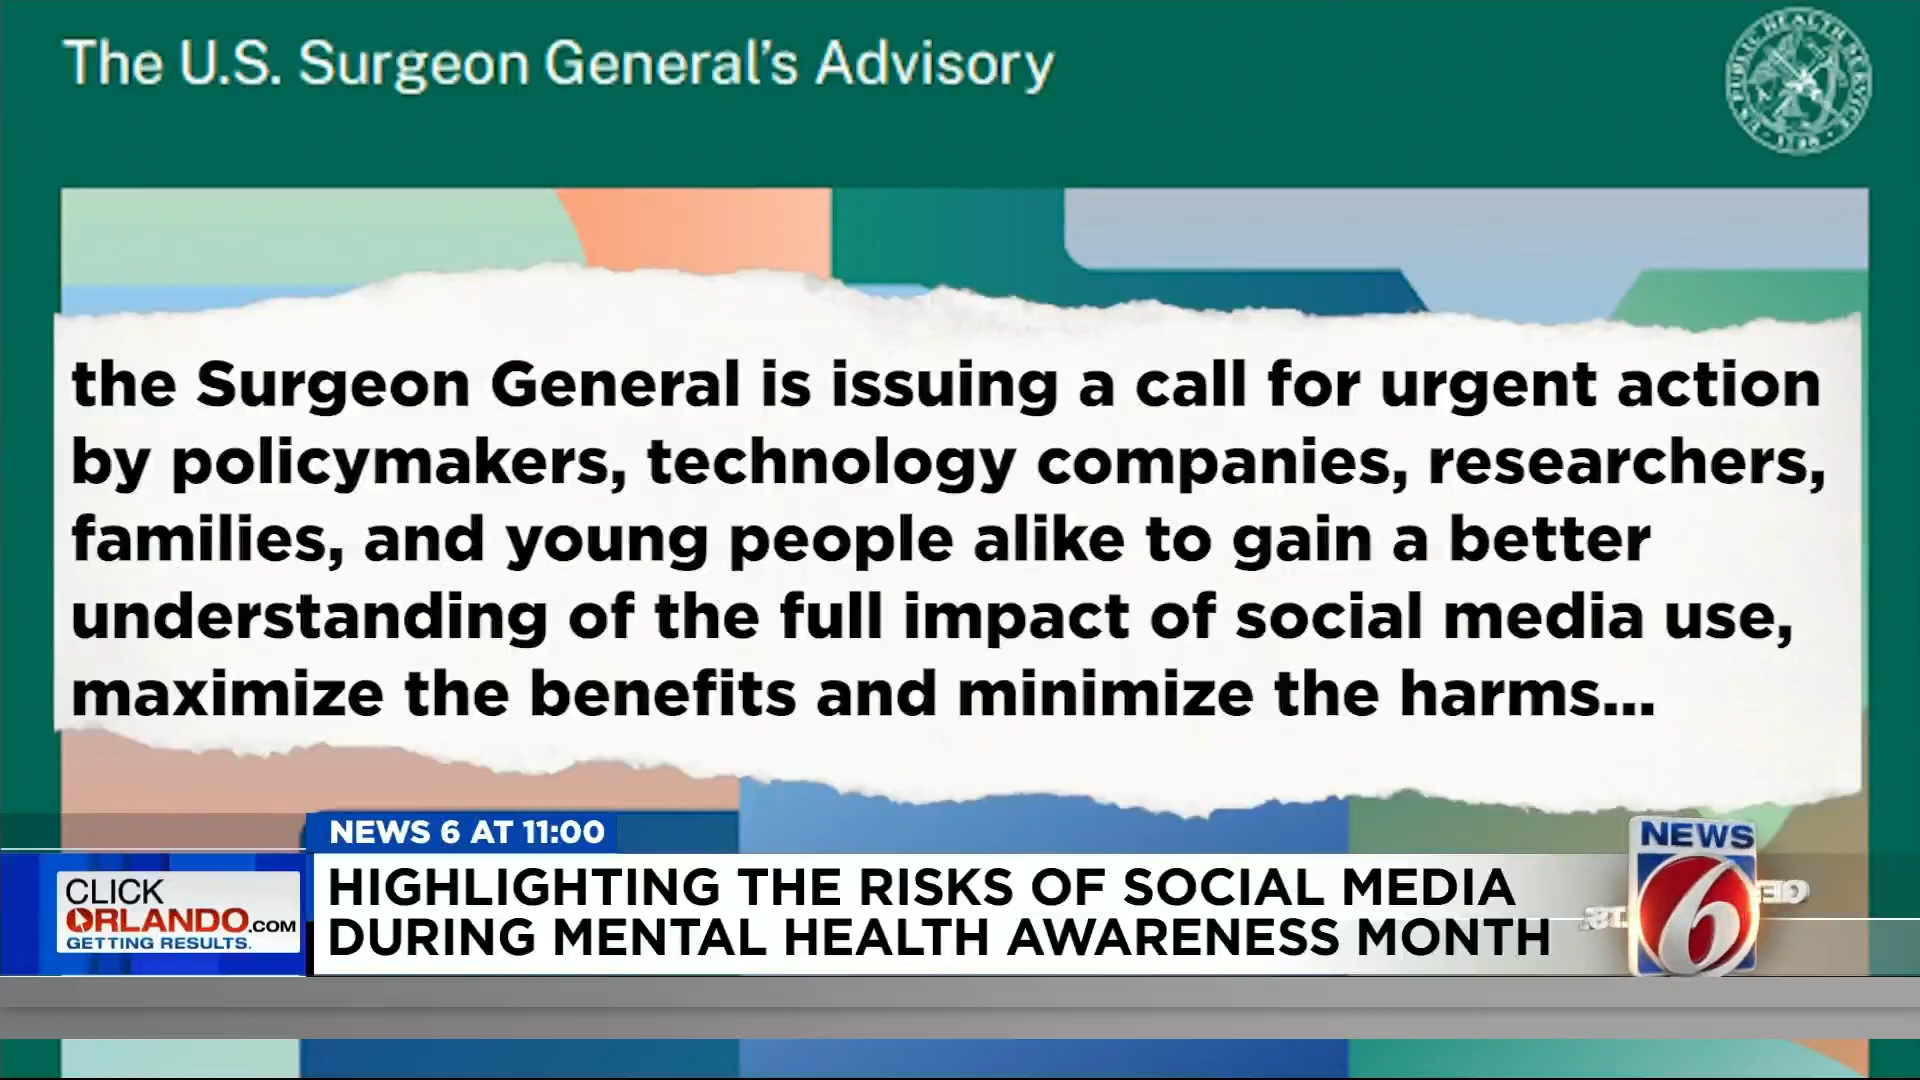 The U.S. Surgeon General's Advisory
the Surgeon General is issuing a call for urgent action
by policymakers, technology companies, researchers,
families, and young people alike to gain a better
understanding of the full impact of social media use,
maximize the benefits and minimize the harms...
NEWS 6 AT 11:00
HIGHLIGHTING THE RISKS OF SOCIAL MEDIA
DURING MENTAL HEALTH AWARENESS MONTH
CLICK
ORLANDO.COM
GETTING RESULTS.
NEWS
6